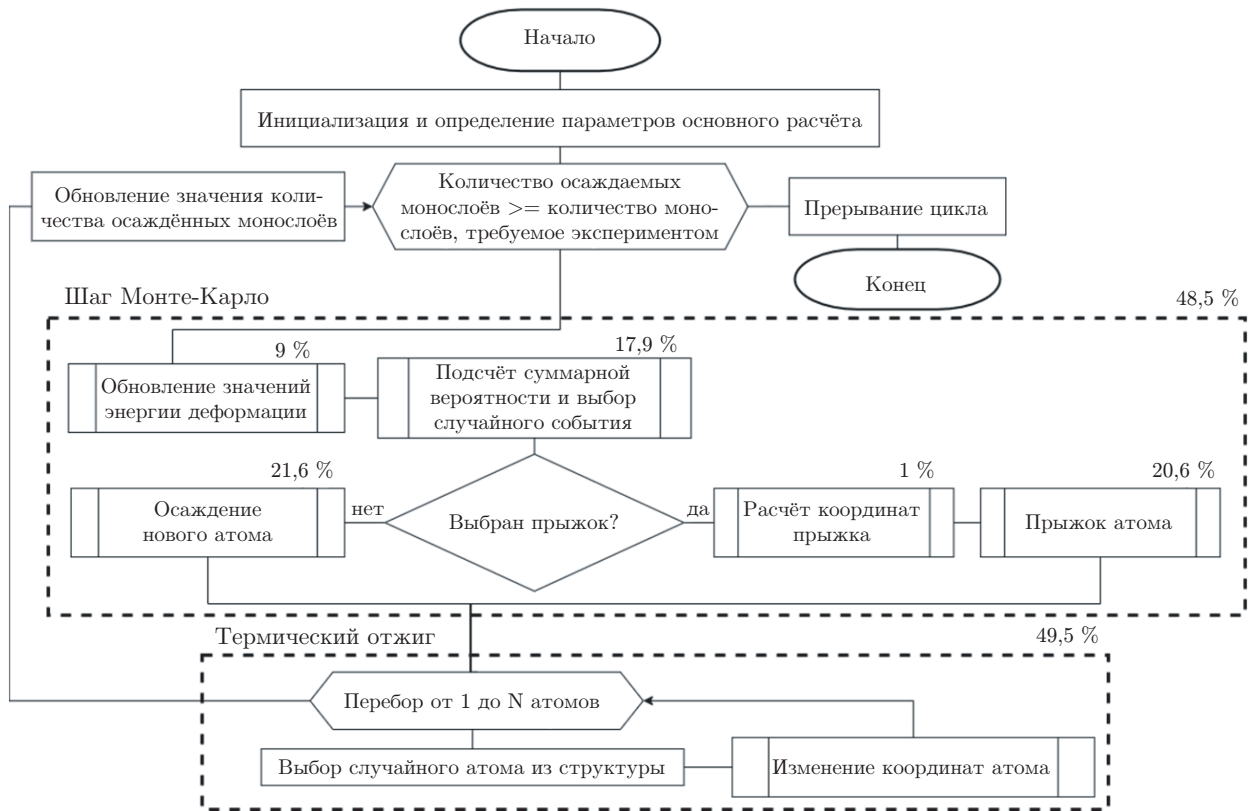 Начало
Инициализация и определение параметров основного расчёта
Обновление значения коли-
чества осаждённых монослоёв
Количество осаждаемых
монослоёв >= количество моно-
слоёв, требуемое экспериментом
Прерывание цикла
Конец
Шаг Монте-Карло
48,5 %
9 %
Обновление значений
энергии деформации
17,9 %
Подсчёт суммарной
вероятности и выбор
случайного события
21,6 %
Осаждение
нового атома
нет
Выбран прыжок?
да
1 %
Расчёт координат
прыжка
20,6 %
Прыжок атома
Термический отжиг
49,5 %
Перебор от 1 до N атомов
Выбор случайного атома из структуры
Изменение координат атома